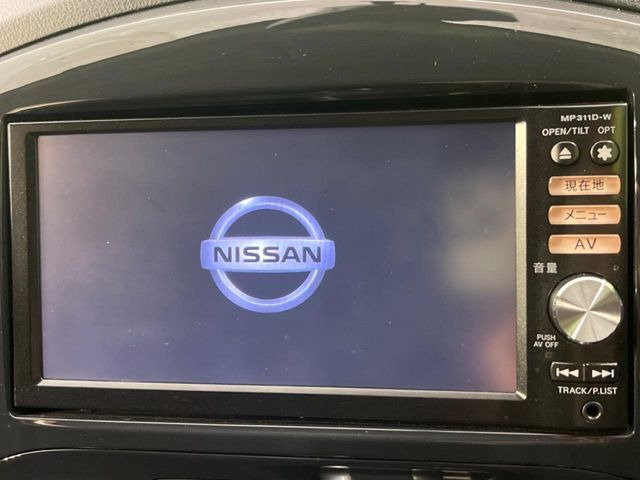 MP311D-W
OPEN/TILT OPT
現在地
メニュー
AV
音量
NISSAN
PUSH
AV OFF
TRACK/P.LIST